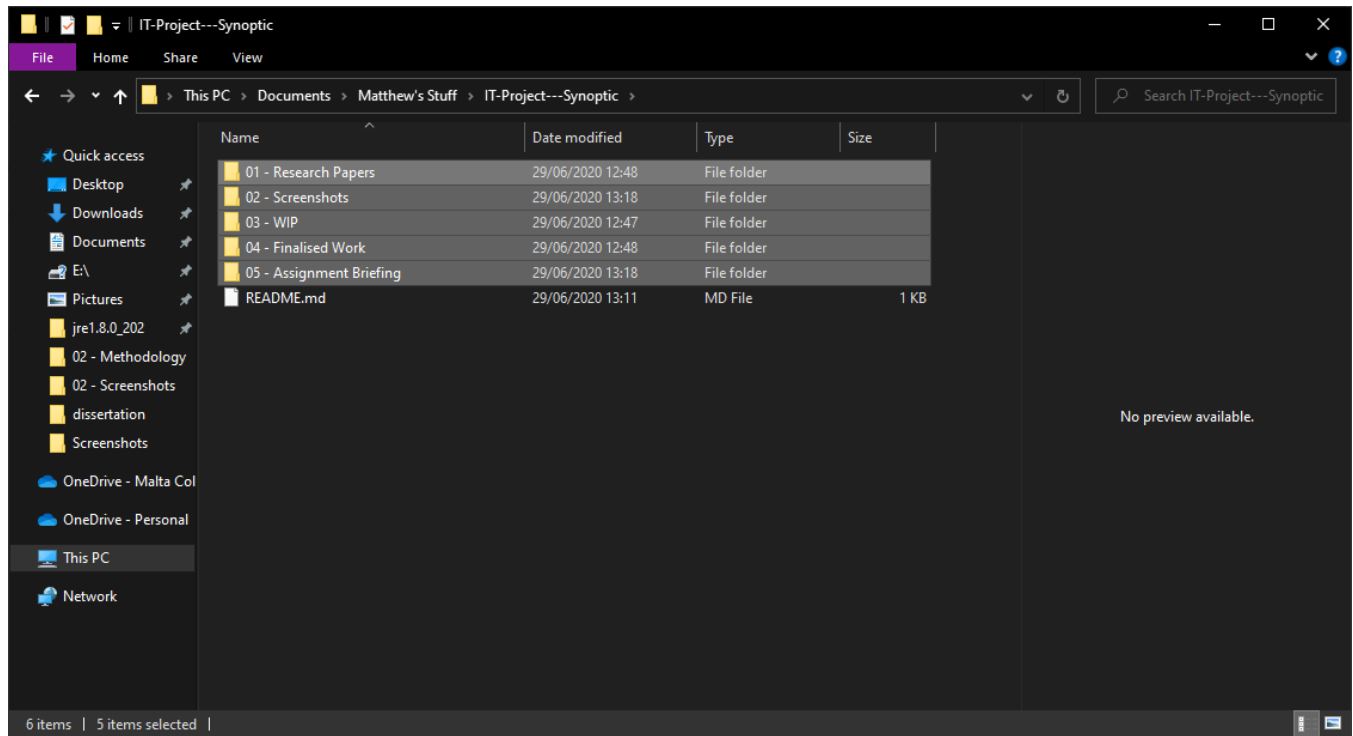 IT-Project---Synoptic
File Home Share View
This PC > Documents > Matthew's Stuff > IT-Project---Synoptic >
Search IT-Project---Synoptic
Name Date modified Type Size
Quick access
Desktop
Downloads
Documents
E:\
Pictures
jre1.8.0_202
02 - Methodology
02 - Screenshots
dissertation
Screenshots
OneDrive - Malta Col
OneDrive - Personal
This PC
Network
01 - Research Papers 29/06/2020 12:48 File folder
02 - Screenshots 29/06/2020 13:18 File folder
03 - WIP 29/06/2020 12:47 File folder
04 - Finalised Work 29/06/2020 12:48 File folder
05 - Assignment Briefing 29/06/2020 13:18 File folder
README.md 29/06/2020 13:11 MD File 1 KB
No preview available.
6 items | 5 items selected |